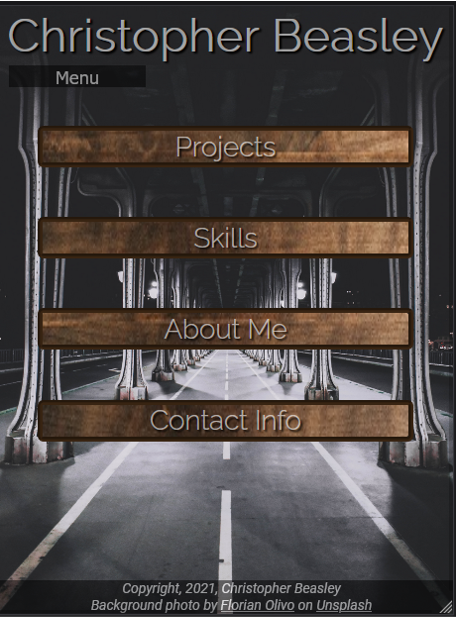 Christopher Beasley
Menu
Projects
Skills
About Me
Contact Info
Copyright, 2021, Christopher Beasley
Background photo by Florian Olivo on Unsplash